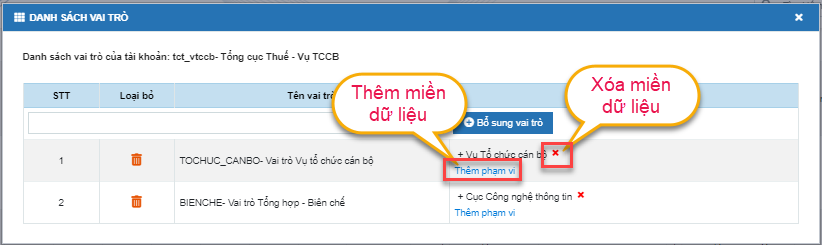 DANH SÁCH VAI TRÒ
Danh sách vai trò của tài khoản: tct_vtccb- Tổng cục Thuế - Vụ TCCB
Thêm miền
dữ liệu
Xóa miền
dữ liệu
STT Loại bỏ Tên vai trò
Bổ sung vai trò
1 TOCHUC_CANBO- Vai trò Vụ tổ chức cán bộ + Vụ Tổ chức cán bộ
Thêm phạm vi
2 BIENCHE- Vai trò Tổng hợp - Biên chế + Cục Công nghệ thông tin
Thêm phạm vi